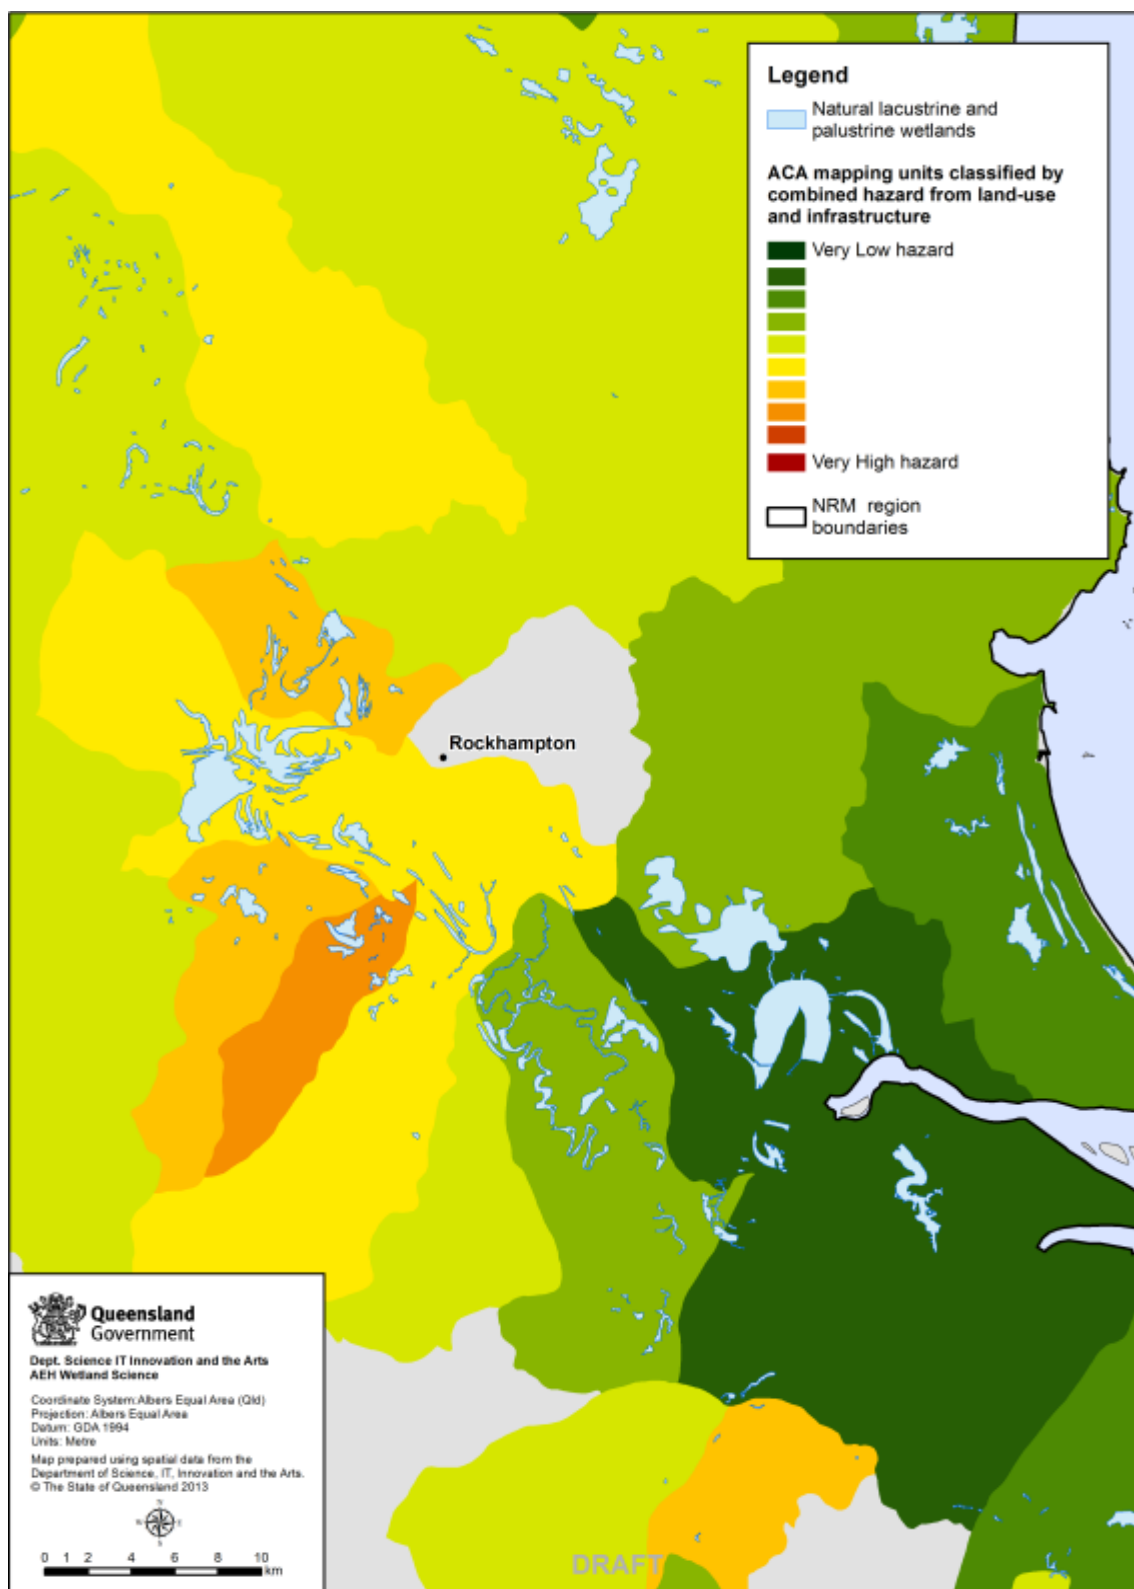 Legend
Natural lacustrine and
palustrine wetlands
ACA mapping units classified by
combined hazard from land-use
and infrastructure
Very Low hazard
Very High hazard
NRM region
boundaries
Rockhampton
Queensland
Government
Dept. Science IT Innovation and the Arts
AEH Wetland Science
Coordinate System:Albers Equal Area (Qld)
Projection: Albers Equal Area
Datum: GDA 1994
Units: Metre
Map prepared using spatial data from the
Department of Science, IT, Innovation and the Arts.
© The State of Queensland 2013
N
W E
S
0 1 2 4 6 8 10
km
DRAFT